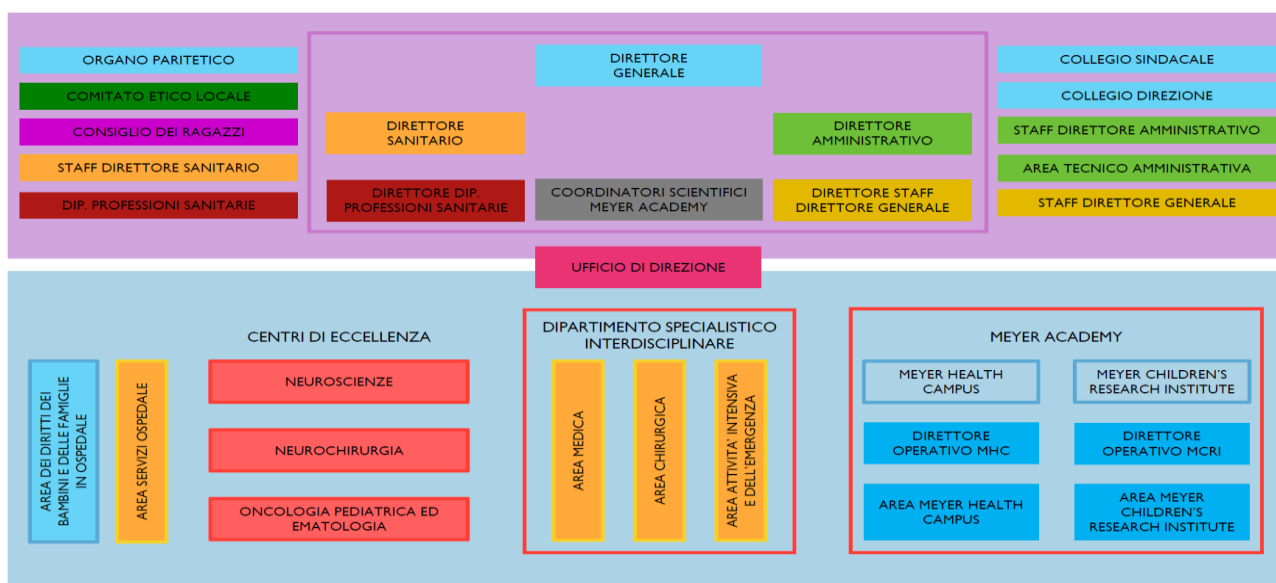 ORGANO PARITETICO
COMITATO ETICO LOCALE
CONSIGLIO DEI RAGAZZI
STAFF DIRETTORE SANITARIO
DIP. PROFESSIONI SANITARIE
DIRETTORE
GENERALE
DIRETTORE
SANITARIO
DIRETTORE
AMMINISTRATIVO
DIRETTORE DIP.
PROFESSIONI SANITARIE
COORDINATORI SCIENTIFICI
MEYER ACADEMY
DIRETTORE STAFF
DIRETTORE GENERALE
COLLEGIO SINDACALE
COLLEGIO DIREZIONE
STAFF DIRETTORE AMMINISTRATIVO
AREA TECNICO AMMINISTRATIVA
STAFF DIRETTORE GENERALE
UFFICIO DI DIREZIONE
AREA DEI DIRITTI DEI
BAMBINI E DELLE FAMIGLIE
IN OSPEDALE
AREA SERVIZI OSPEDALE
CENTRI DI ECCELLENZA
NEUROSCIENZE
NEUROCHIRURGIA
ONCOLOGIA PEDIATRICA ED
EMATOLOGIA
DIPARTIMENTO SPECIALISTICO
INTERDISCIPLINARE
AREA MEDICA
AREA CHIRURGICA
AREA ATTIVITA' INTENSIVA
E DELL'EMERGENZA
MEYER ACADEMY
MEYER HEALTH
CAMPUS
MEYER CHILDREN'S
RESEARCH INSTITUTE
DIRETTORE
OPERATIVO MHC
DIRETTORE
OPERATIVO MCRI
AREA MEYER HEALTH
CAMPUS
AREA MEYER
CHILDREN'S
RESEARCH INSTITUTE